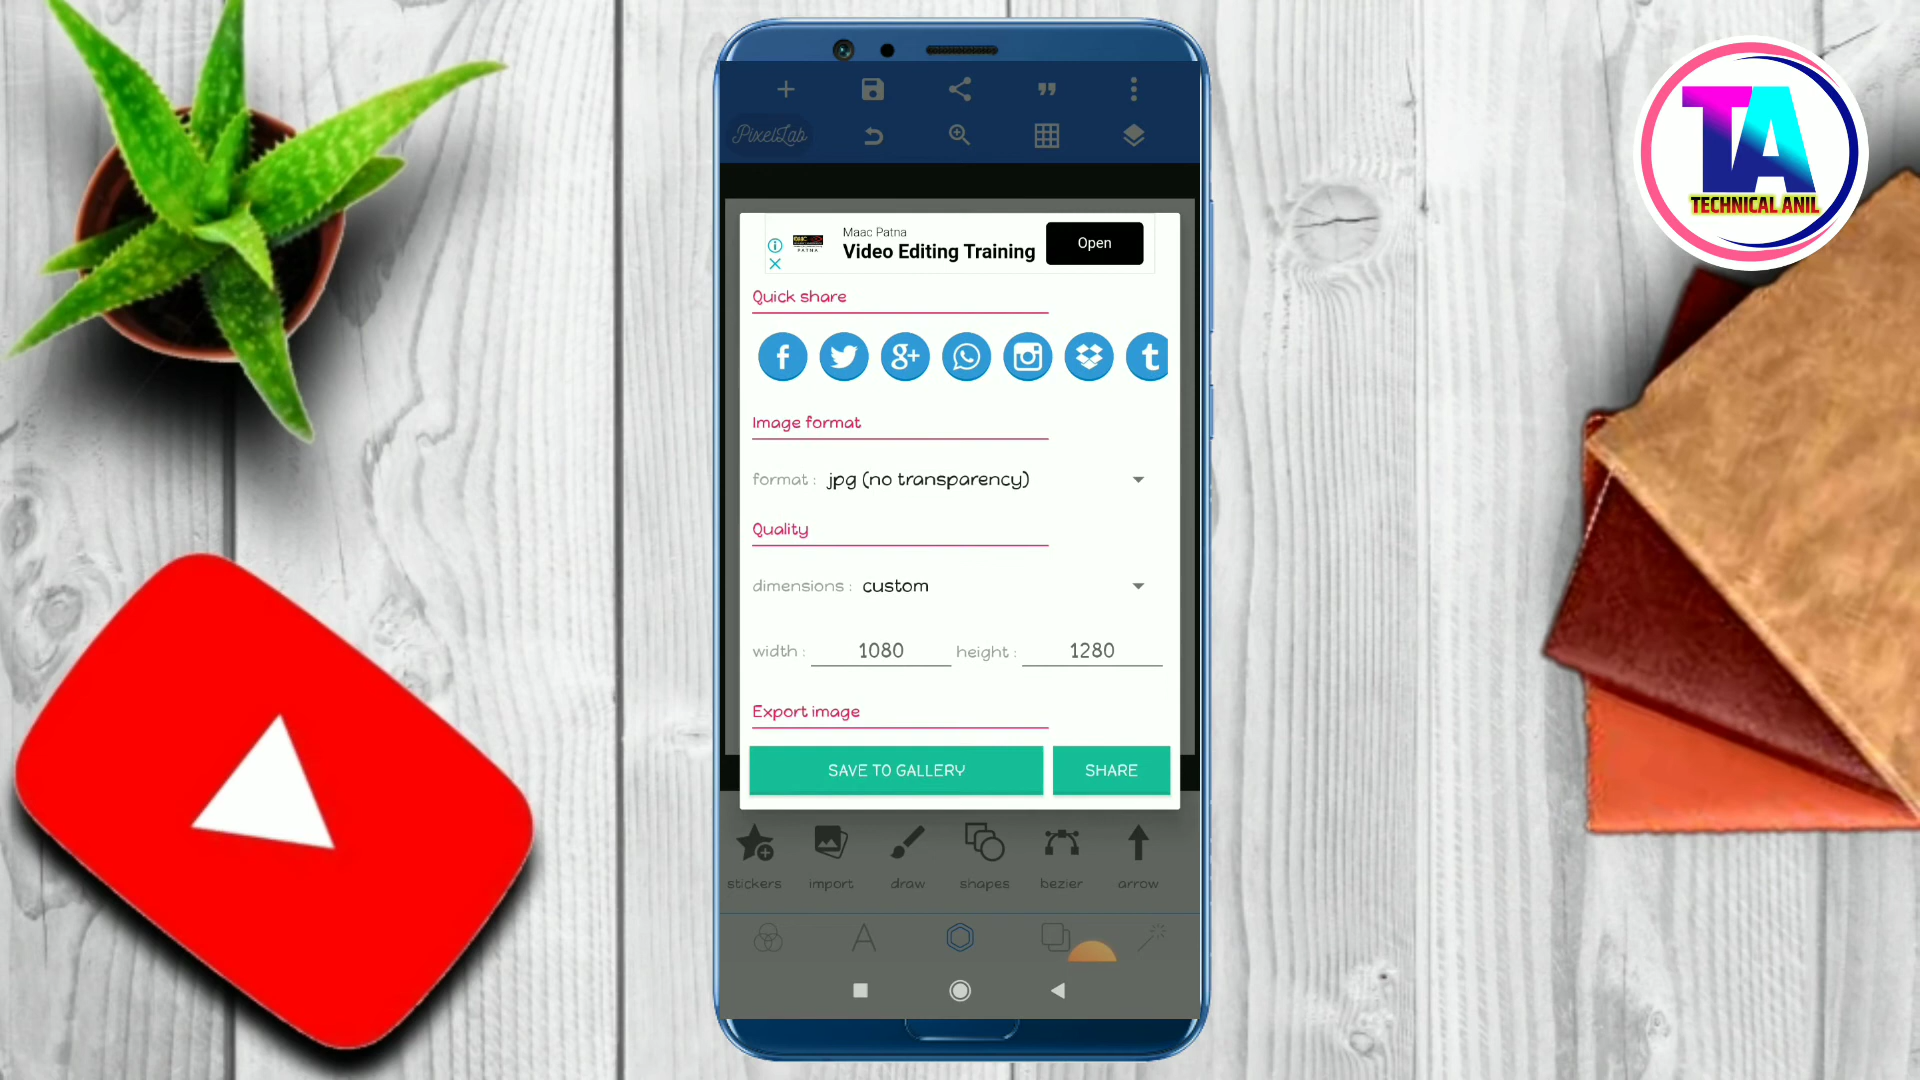 PixelLab
TA
TECHNICAL ANIL
Maac Patna
Video Editing Training
Open
Quick share
f
g+
t
Image format
format : jpg (no transparency)
Quality
dimensions : custom
width : 1080 height : 1280
Export image
SAVE TO GALLERY
SHARE
stickers
import
draw
shapes
bezier
arrow
A